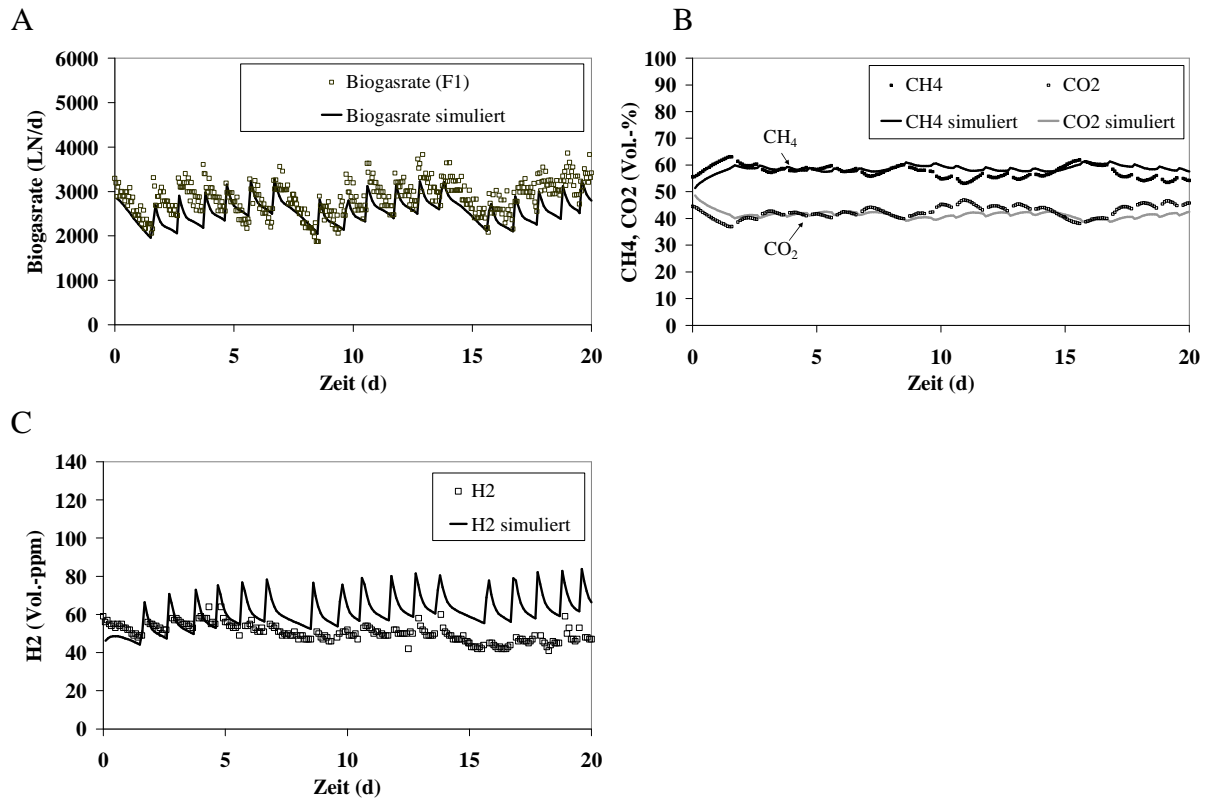 A
6000
5000
4000
3000
2000
1000
0
Biogasrate (LN/d)
Biogasrate (F1)
Biogasrate simuliert
0 5 10 15 20
Zeit (d)
B
100
90
80
70
60
50
40
30
20
10
0
CH4, CO2 (Vol.-%)
CH4 CO2
CH4 simuliert CO2 simuliert
CH4
CO2
0 5 10 15 20
Zeit (d)
C
140
120
100
80
60
40
20
0
H2 (Vol.-ppm)
H2
H2 simuliert
0 5 10 15 20
Zeit (d)